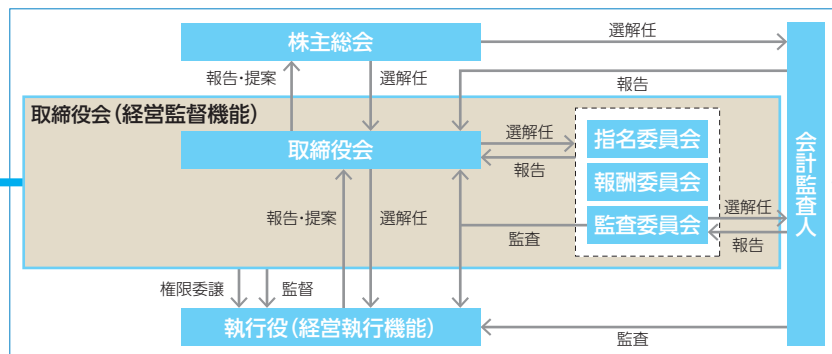 選解任
株主総会
報告・提案
選解任
報告
取締役会（経営監督機能）
取締役会
選解任
報告
指名委員会
報酬委員会
監査委員会
会計監査人
報告・提案
選解任
監査
選解任
報告
権限委譲
監督
執行役（経営執行機能）
監査